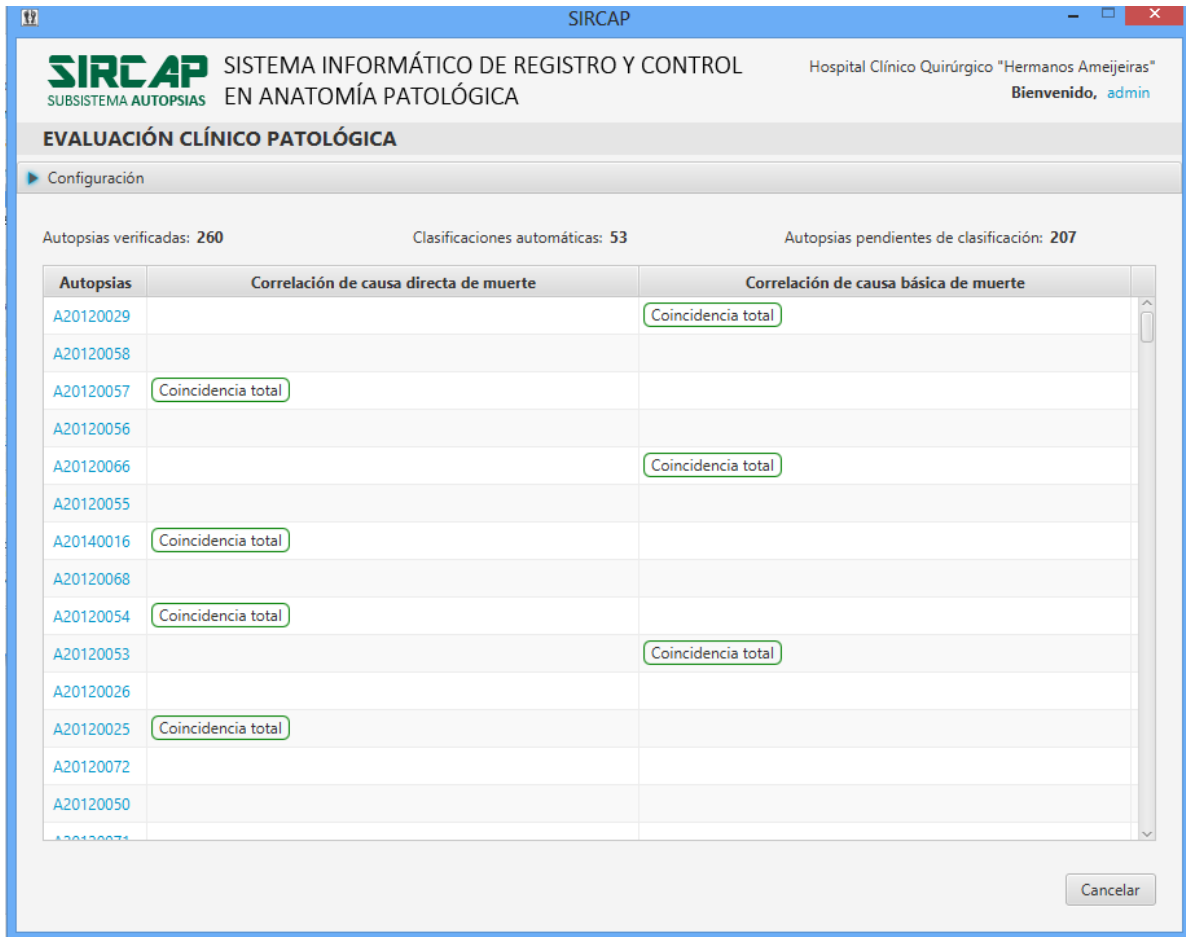 SIRCAP
SIRCAP
SUBSISTEMA AUTOPSIAS
SISTEMA INFORMÁTICO DE REGISTRO Y CONTROL
EN ANATOMÍA PATOLÓGICA
Hospital Clínico Quirúrgico "Hermanos Ameijeiras"
Bienvenido, admin
EVALUACIÓN CLÍNICO PATOLÓGICA
Configuración
Autopsias verificadas: 260 Clasificaciones automáticas: 53 Autopsias pendientes de clasificación: 207
Autopsias Correlación de causa directa de muerte Correlación de causa básica de muerte
A20120029 Coincidencia total
A20120058
A20120057 Coincidencia total
A20120056
A20120066 Coincidencia total
A20120055
A20140016 Coincidencia total
A20120068
A20120054 Coincidencia total
A20120053 Coincidencia total
A20120026
A20120025 Coincidencia total
A20120072
A20120050
A20120071
Cancelar